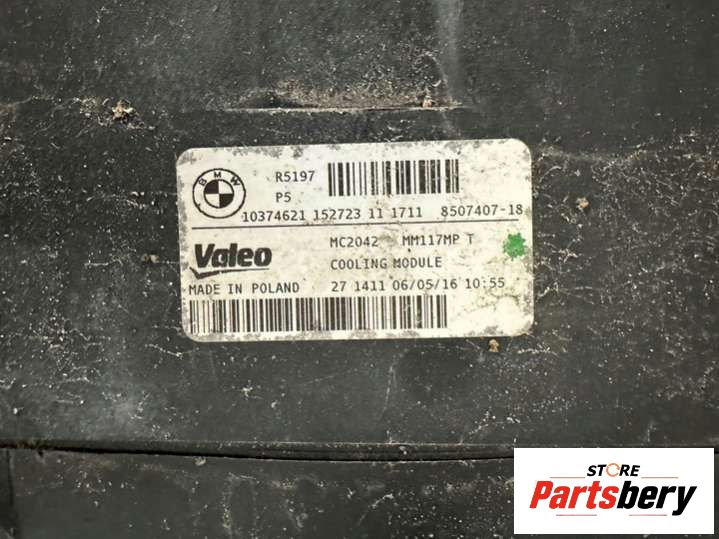 BMW
R5197
P5
10374621 152723 11 1711 8507407-18
Valeo
MC2042 MM117MP T
COOLING MODULE
MADE IN POLAND 27 1411 06/05/16 10:55
STORE
Partsbery